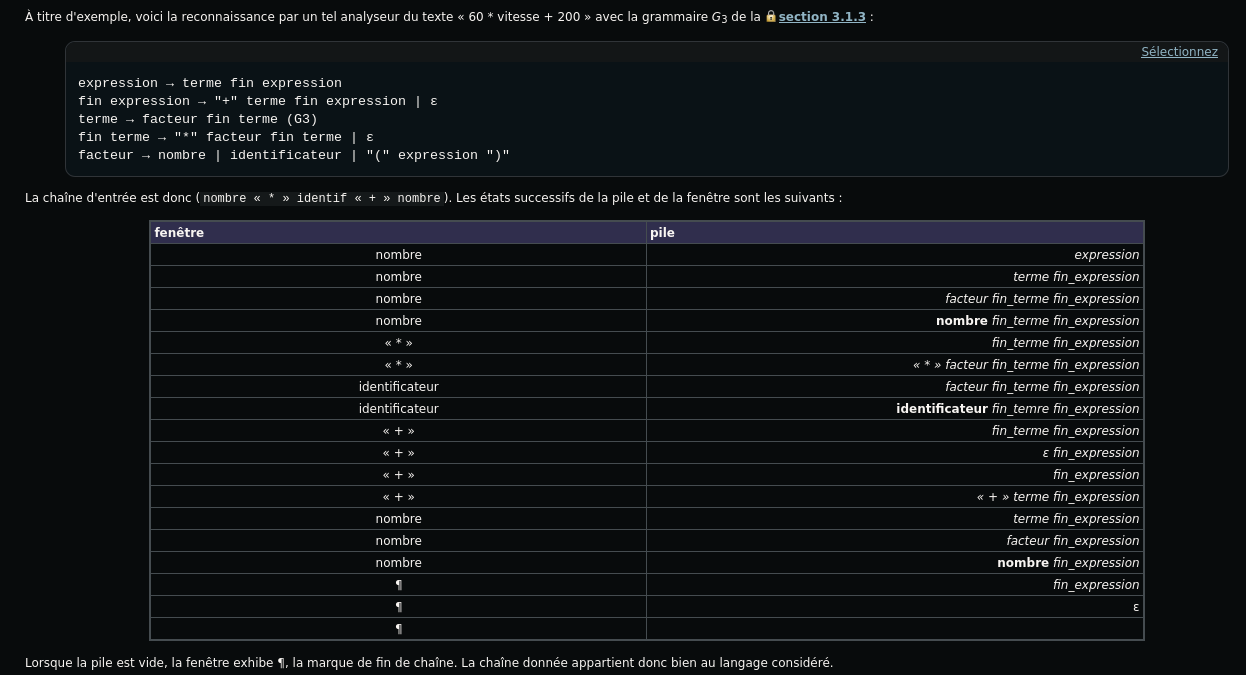 À titre d'exemple, voici la reconnaissance par un tel analyseur du texte « 60 * vitesse + 200 » avec la grammaire G3 de la section 3.1.3 :
Sélectionnez
expression → terme fin expression
fin expression → "+" terme fin expression | ε
terme → facteur fin terme (G3)
fin terme → "*" facteur fin terme | ε
facteur → nombre | identificateur | "(" expression ")"
La chaîne d'entrée est donc (nombre « * » identif « + » nombre). Les états successifs de la pile et de la fenêtre sont les suivants :
fenêtre pile
nombre expression
nombre terme fin_expression
nombre facteur fin_terme fin_expression
nombre nombre fin_terme fin_expression
« * » fin_terme fin_expression
« * » « * » facteur fin_terme fin_expression
identificateur facteur fin_terme fin_expression
identificateur identificateur fin_temre fin_expression
« + » fin_terme fin_expression
« + » ε fin_expression
« + » fin_expression
« + » « + » terme fin_expression
nombre terme fin_expression
nombre facteur fin_expression
nombre nombre fin_expression
¶ fin_expression
¶ ε
¶
Lorsque la pile est vide, la fenêtre exhibe ¶, la marque de fin de chaîne. La chaîne donnée appartient donc bien au langage considéré.